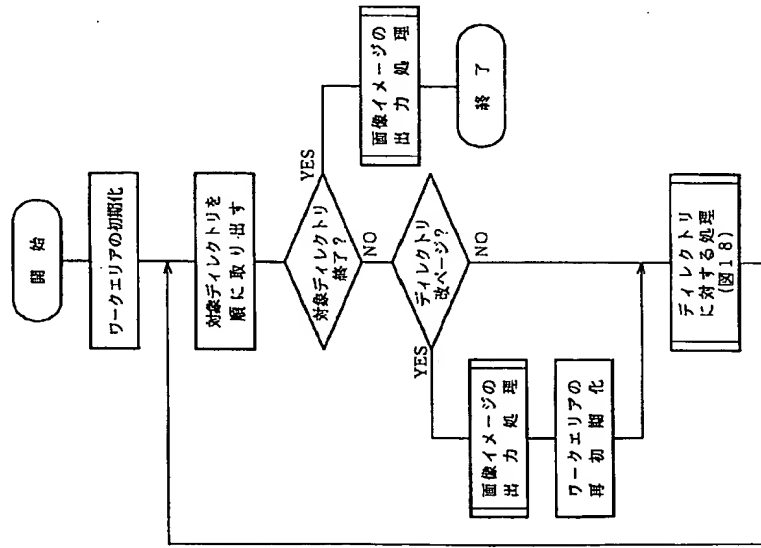 開始
ワークエリアの初期化
対象ディレクトリを
順に取り出す
対象ディレクトリ
終了?
YES
NO
画像イメージの
出力処理
終了
ディレクトリ
改ページ?
YES
NO
画像イメージの
出力処理
ワークエリアの
再初期化
ディレクトリ
に対する処理
(図18)